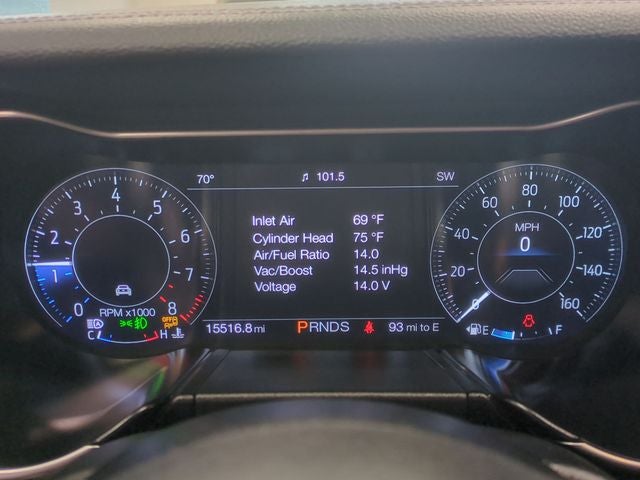 70° ♫ 101.5 SW
Inlet Air 69 °F
Cylinder Head 75 °F
Air/Fuel Ratio 14.0
Vac/Boost 14.5 inHg
Voltage 14.0 V
15516.8 mi PRNDS 93 mi to E
0 1 2 3 4 5 6 7 8
RPM x1000
OFF
C H
0 20 40 60 80 100 120 140 160
MPH
0
E F